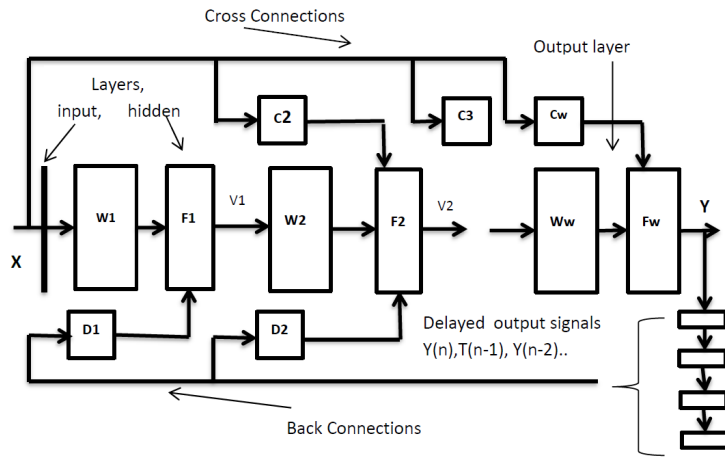 Cross Connections
Output layer
Layers,
input, hidden
C2
C3
Cw
W1
F1
V1
W2
F2
V2
Ww
Fw
Y
X
D1
D2
Delayed output signals
Y(n),T(n-1), Y(n-2)..
Back Connections